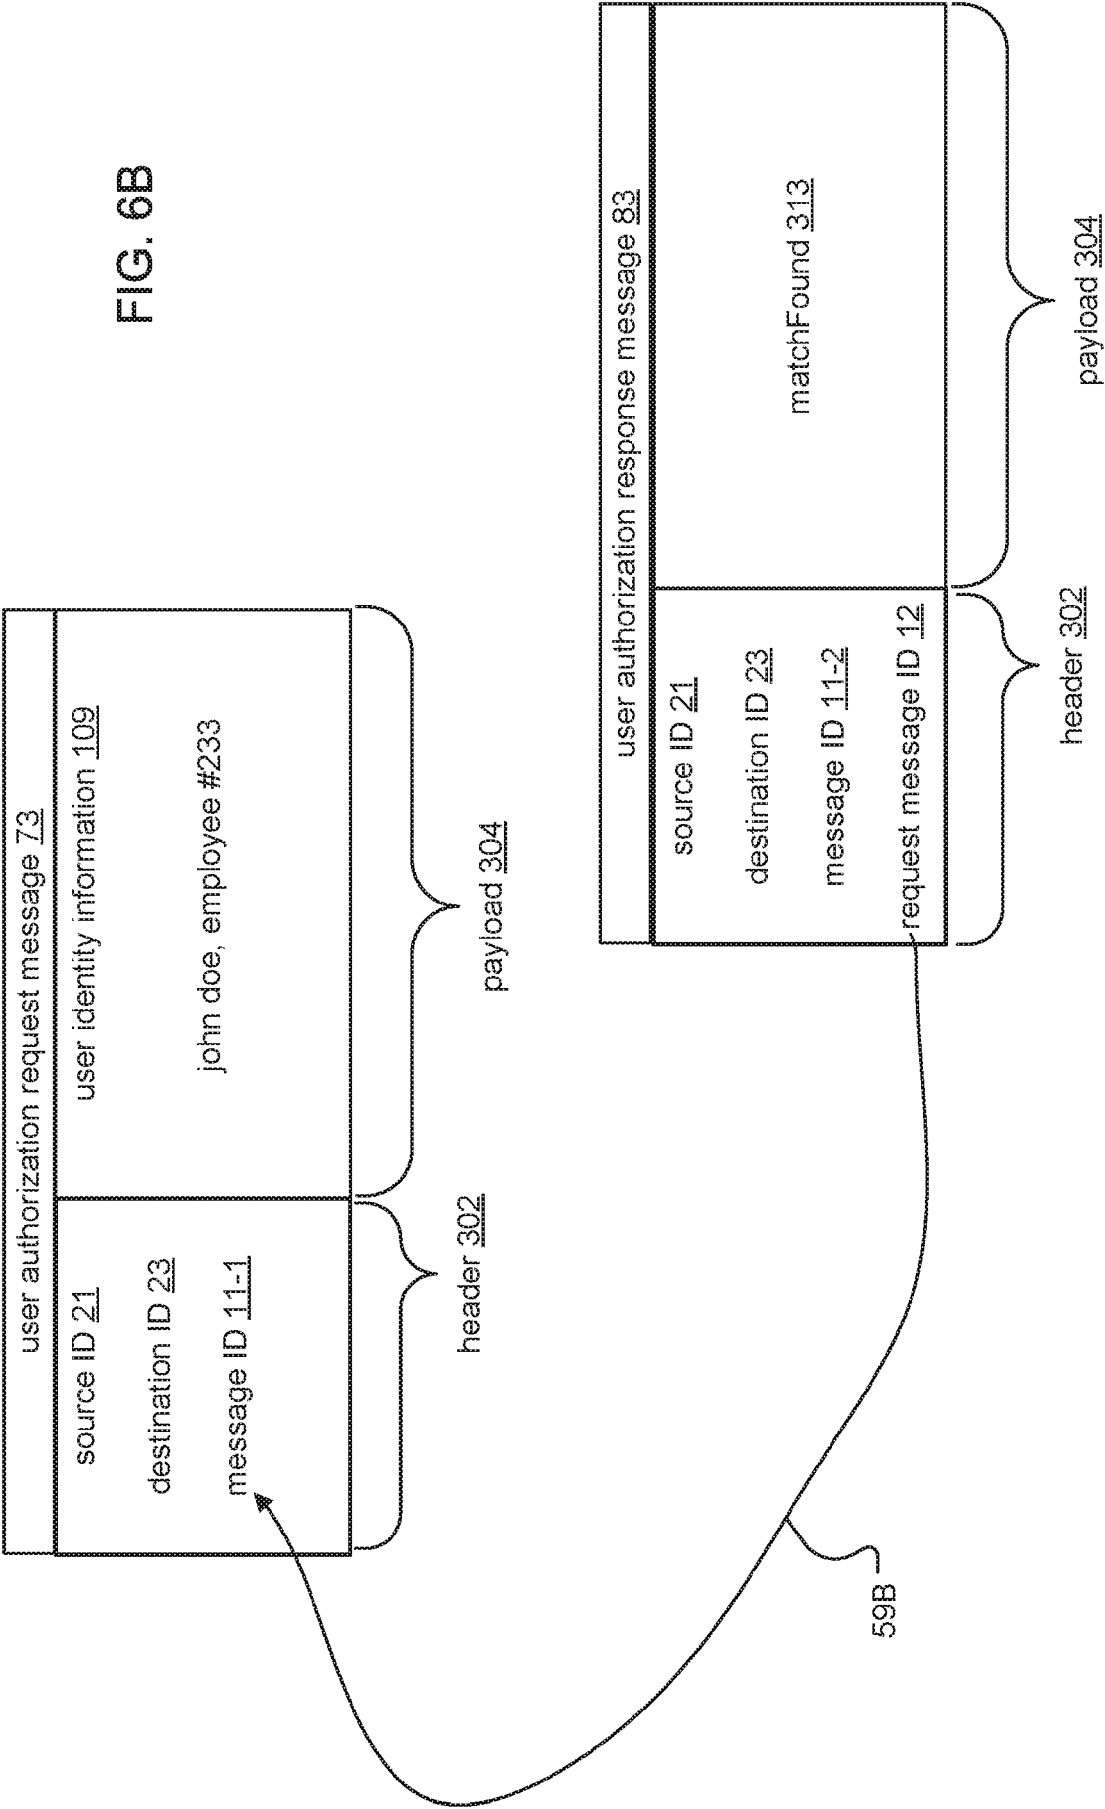 FIG. 6B
user authorization request message 73
source ID 21
destination ID 23
message ID 11-1
user identity information 109
john doe, employee #233
header 302
payload 304
user authorization response message 83
source ID 21
destination ID 23
message ID 11-2
request message ID 12
matchFound 313
header 302
payload 304
59B